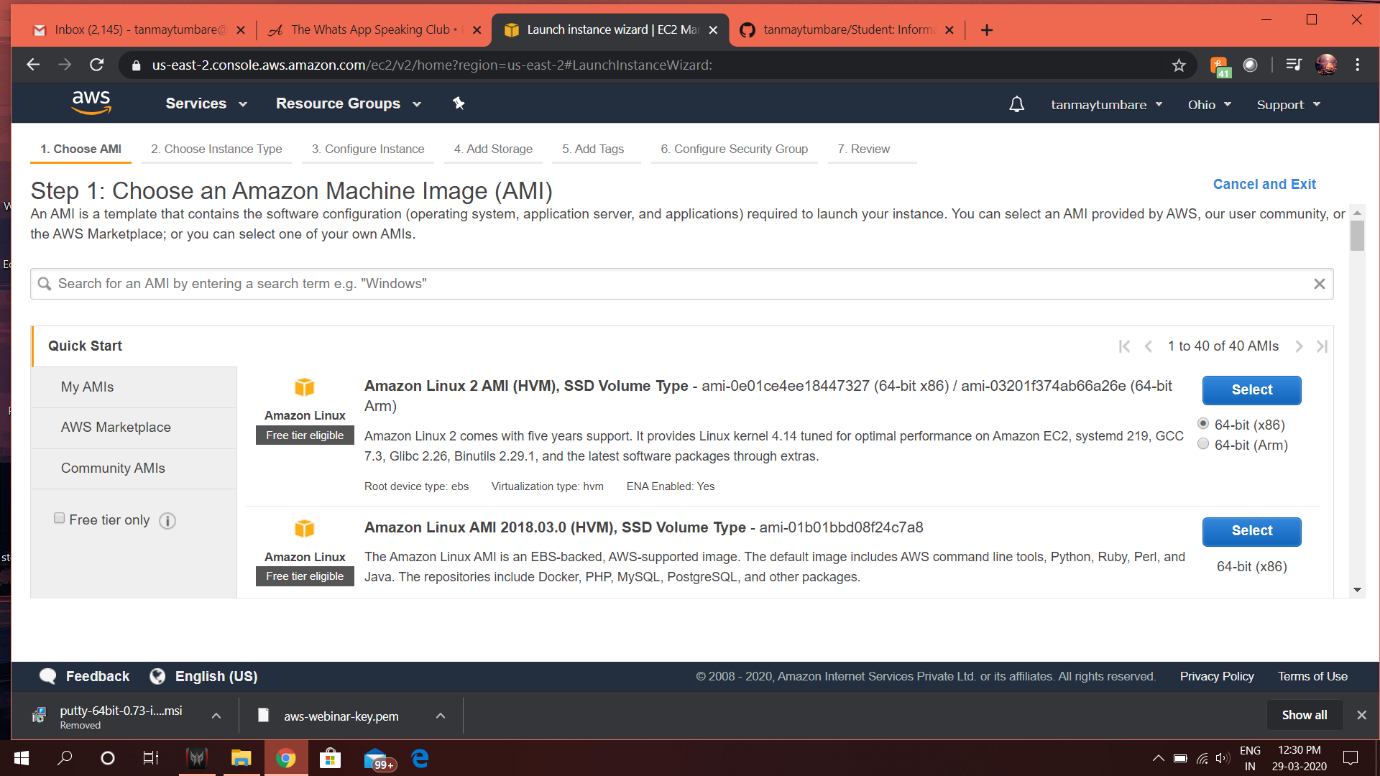 Inbox (2,145) - tanmaytumbare@
The Whats App Speaking Club •
Launch instance wizard | EC2 Ma
tanmaytumbare/Student: Inform
us-east-2.console.aws.amazon.com/ec2/v2/home?region=us-east-2#LaunchInstanceWizard:
41
aws
Services
Resource Groups
tanmaytumbare
Ohio
Support
1. Choose AMI
2. Choose Instance Type
3. Configure Instance
4. Add Storage
5. Add Tags
6. Configure Security Group
7. Review
Step 1: Choose an Amazon Machine Image (AMI)
Cancel and Exit
An AMI is a template that contains the software configuration (operating system, application server, and applications) required to launch your instance. You can select an AMI provided by AWS, our user community, or
the AWS Marketplace; or you can select one of your own AMIs.
Search for an AMI by entering a search term e.g. "Windows"
Quick Start
1 to 40 of 40 AMIs
My AMIs
AWS Marketplace
Community AMIs
Free tier only
Amazon Linux
Free tier eligible
Amazon Linux 2 AMI (HVM), SSD Volume Type - ami-0e01ce4ee18447327 (64-bit x86) / ami-03201f374ab66a26e (64-bit
Arm)
Amazon Linux 2 comes with five years support. It provides Linux kernel 4.14 tuned for optimal performance on Amazon EC2, systemd 219, GCC
7.3, Glibc 2.26, Binutils 2.29.1, and the latest software packages through extras.
Root device type: ebs
Virtualization type: hvm
ENA Enabled: Yes
Select
64-bit (x86)
64-bit (Arm)
Amazon Linux
Free tier eligible
Amazon Linux AMI 2018.03.0 (HVM), SSD Volume Type - ami-01b01bbd08f24c7a8
The Amazon Linux AMI is an EBS-backed, AWS-supported image. The default image includes AWS command line tools, Python, Ruby, Perl, and
Java. The repositories include Docker, PHP, MySQL, PostgreSQL, and other packages.
Select
64-bit (x86)
Feedback
English (US)
© 2008 - 2020, Amazon Internet Services Private Ltd. or its affiliates. All rights reserved.
Privacy Policy
Terms of Use
putty-64bit-0.73-i....msi
Removed
aws-webinar-key.pem
Show all
99+
ENG
IN
12:30 PM
29-03-2020